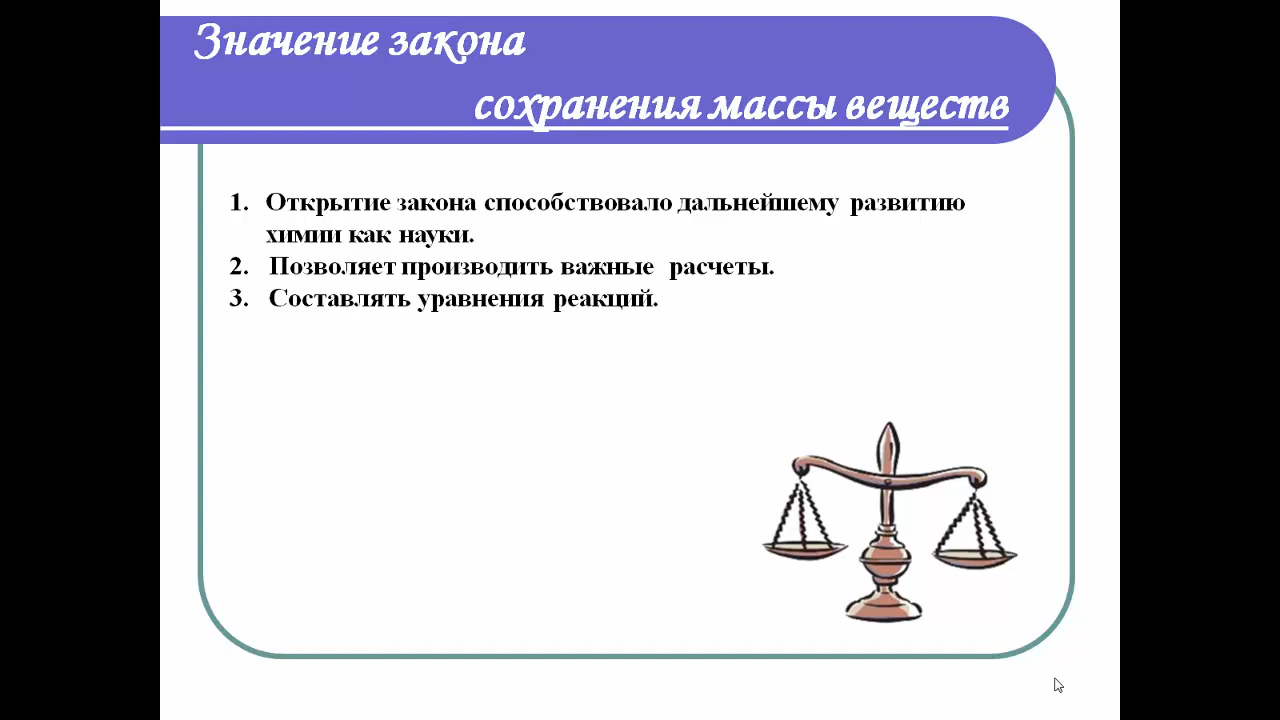 Значение закона
сохранения массы веществ
1. Открытие закона способствовало дальнейшему развитию
химии как науки.
2. Позволяет производить важные расчеты.
3. Составлять уравнения реакций.